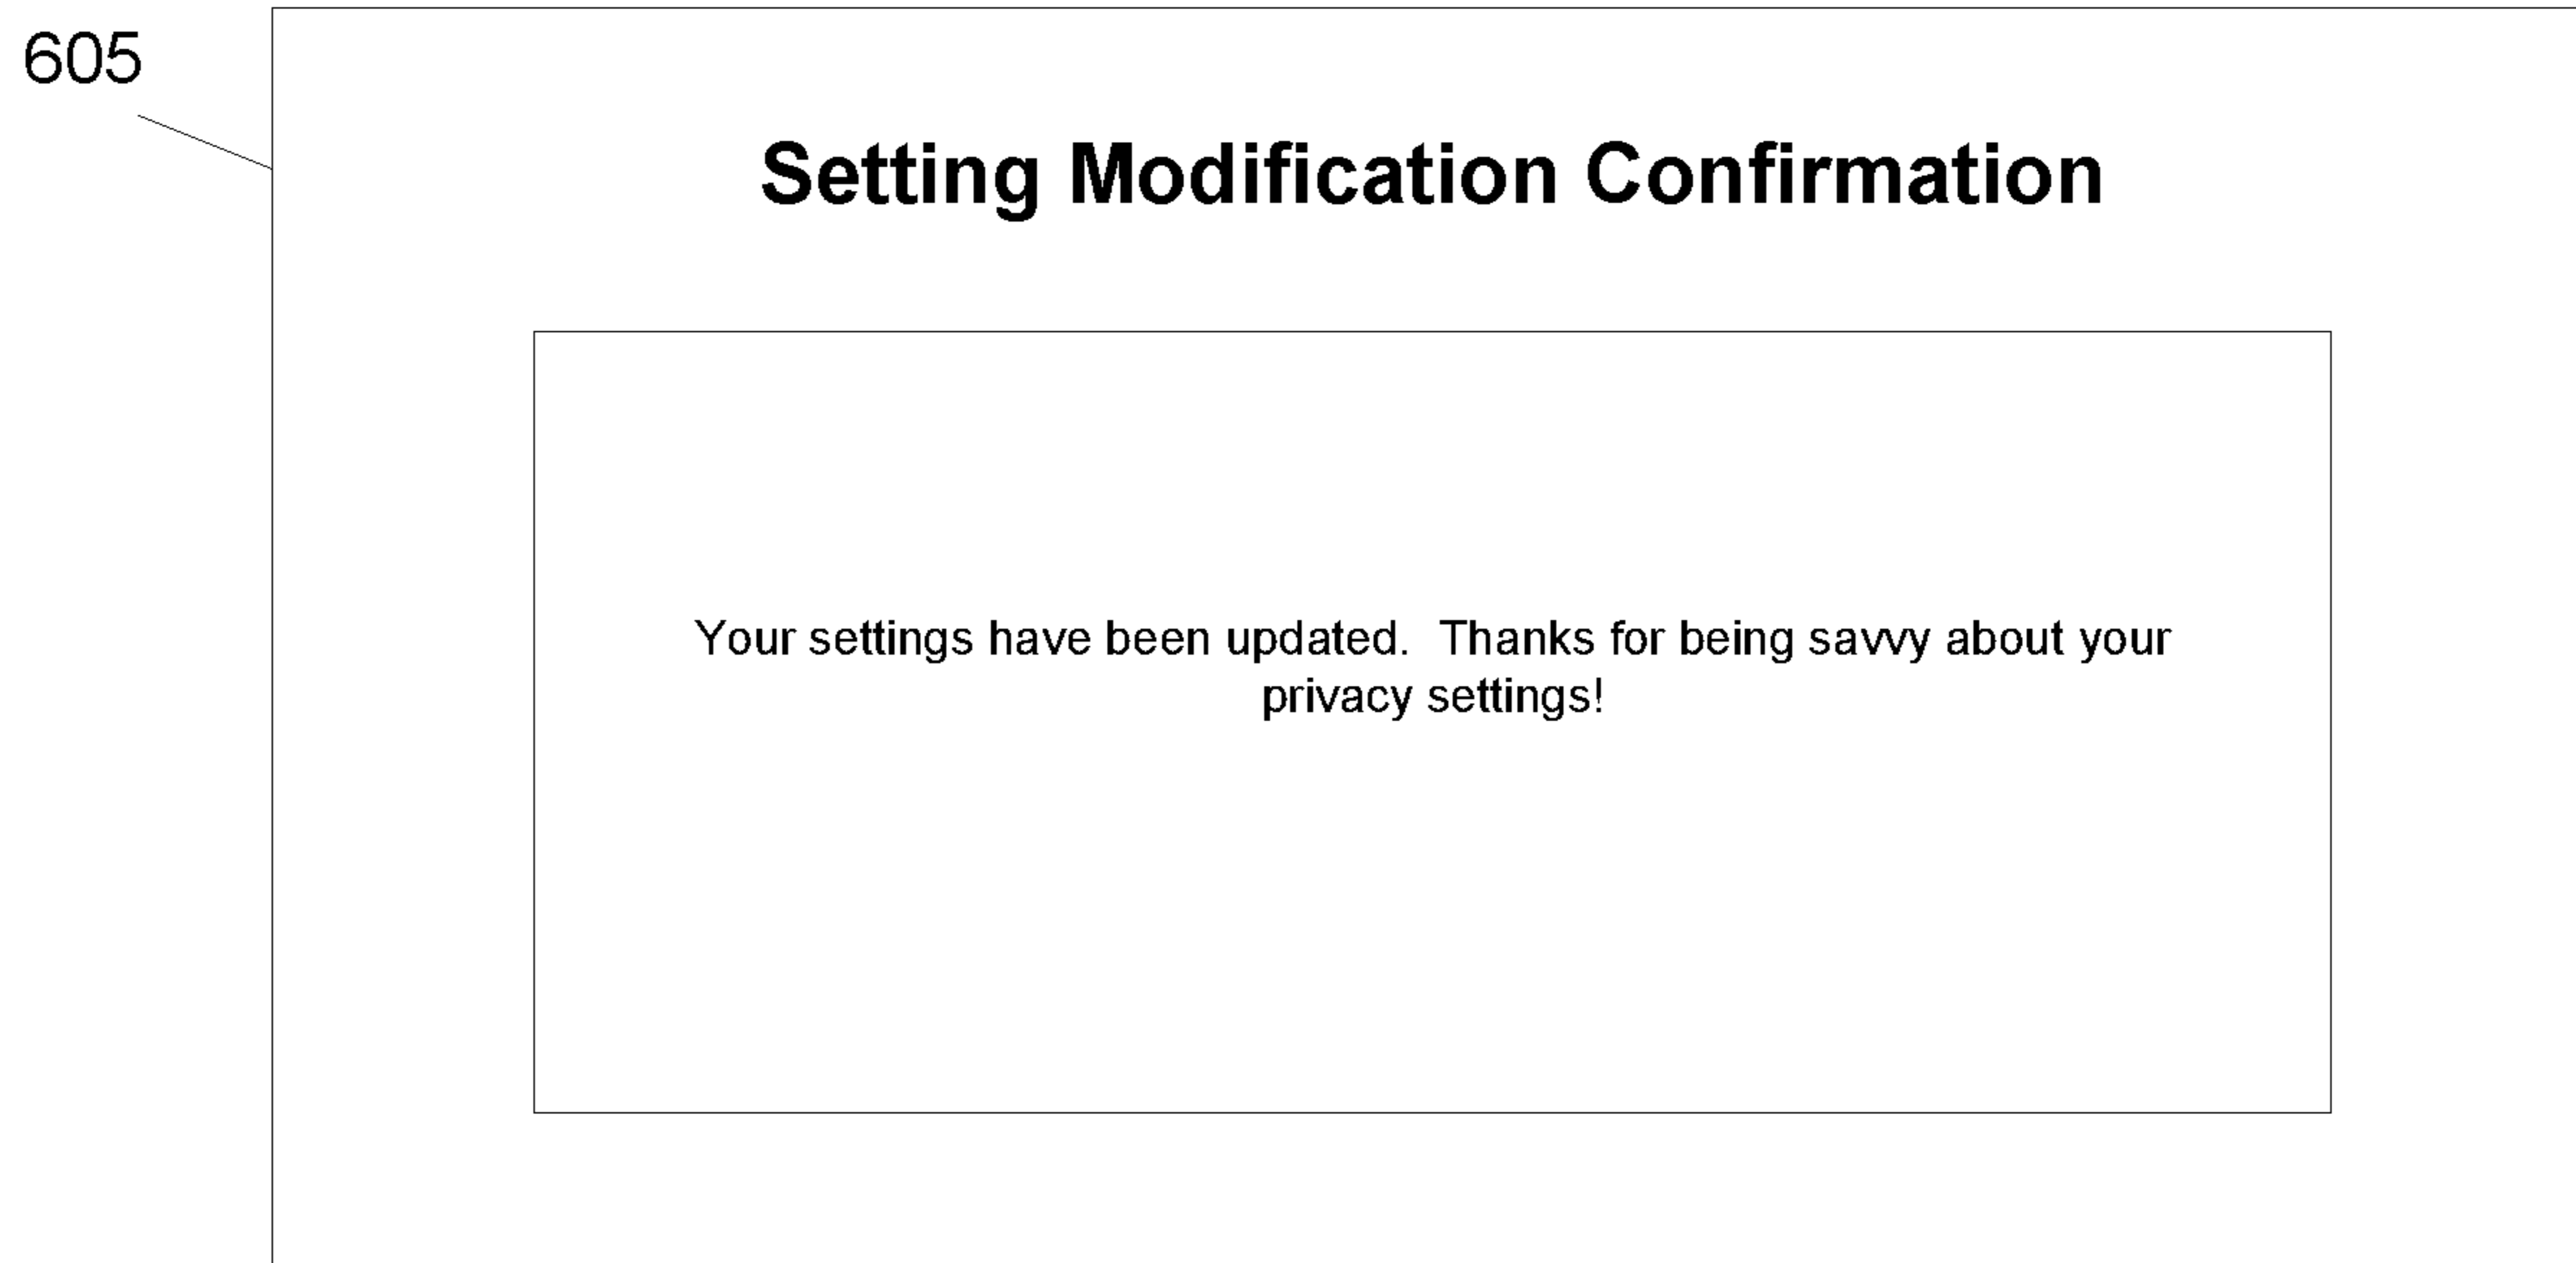 605
Setting Modification Confirmation
Your settings have been updated.  Thanks for being savvy about your
privacy settings!